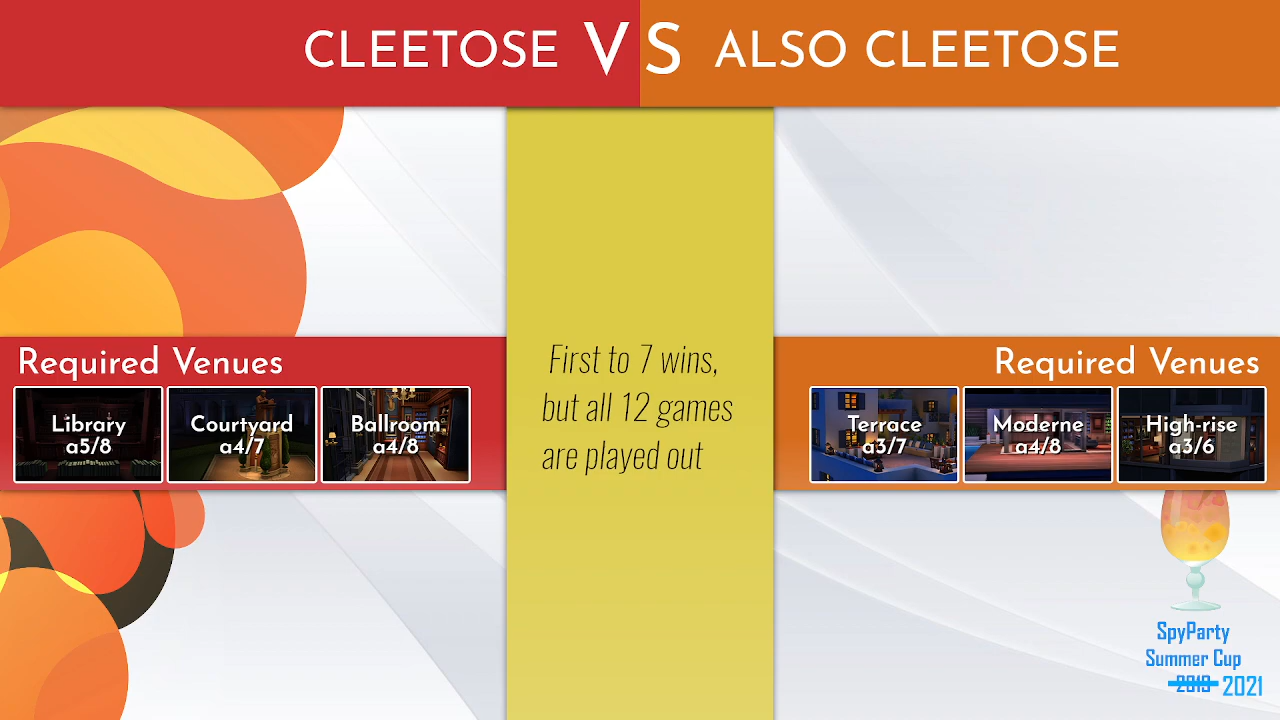 CLEETOSE VS ALSO CLEETOSE
First to 7 wins,
but all 12 games
are played out
Required Venues
Library
a5/8
Courtyard
a4/7
Ballroom
a4/8
Required Venues
Terrace
a3/7
Moderne
a4/8
High-rise
a3/6
SpyParty
Summer Cup
2019 2021